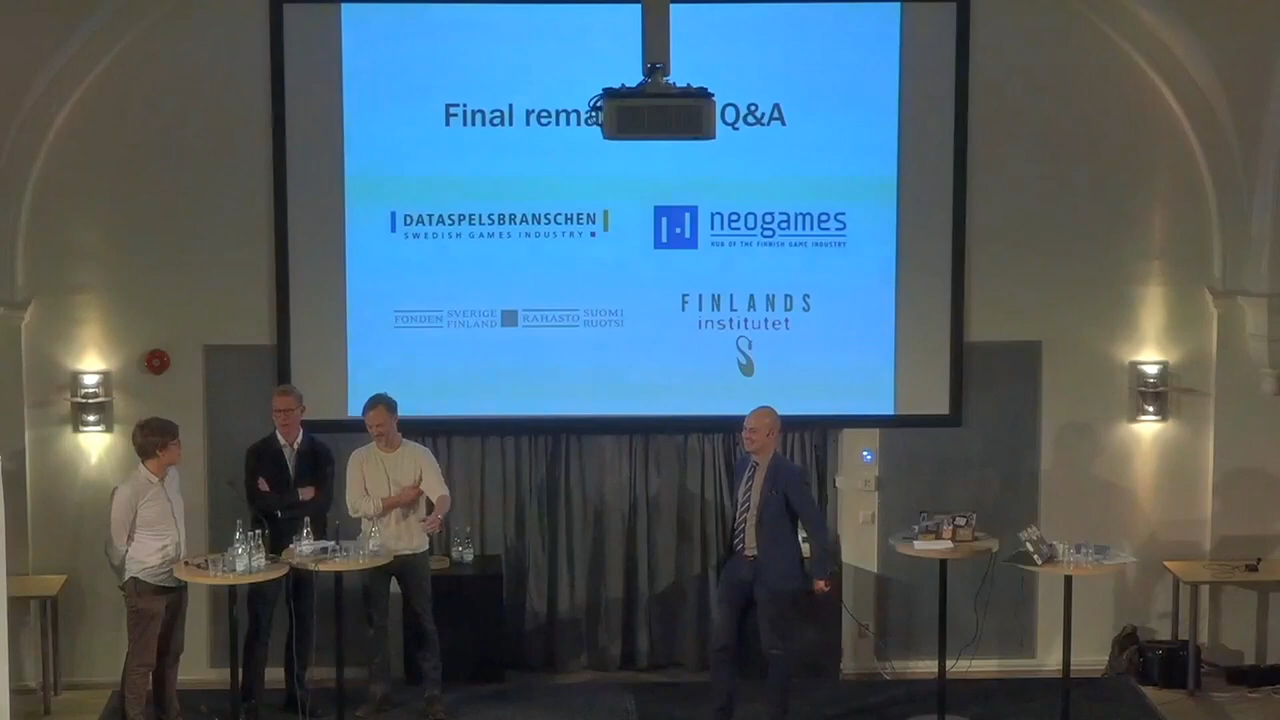 Final rema Q&A
DATASPELSBRANSCHEN
SWEDISH GAMES INDUSTRY
neogames
HUB OF THE FINNISH GAME INDUSTRY
FONDEN SVERIGE FINLAND RAHASTO SUOMI RUOTSI
FINLANDS
institutet